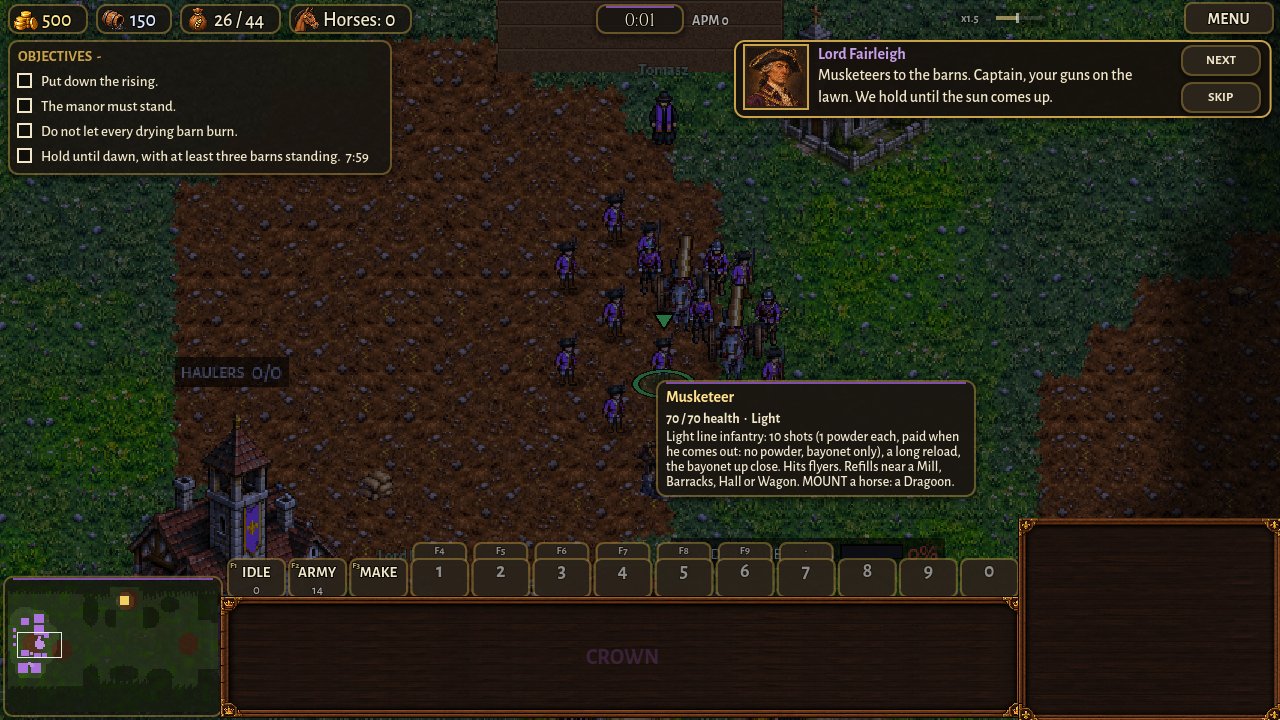 500
150
26 / 44
Horses: 0
0:01
APM 0
x1.5
MENU
OBJECTIVES -
Put down the rising.
The manor must stand.
Do not let every drying barn burn.
Hold until dawn, with at least three barns standing. 7:59
Lord Fairleigh
Musketeers to the barns. Captain, your guns on the
lawn. We hold until the sun comes up.
NEXT
SKIP
Tomasz
HAULERS 0/0
Musketeer
70 / 70 health · Light
Light line infantry: 10 shots (1 powder each, paid when
he comes out: no powder, bayonet only), a long reload,
the bayonet up close. Hits flyers. Refills near a Mill,
Barracks, Hall or Wagon. MOUNT a horse: a Dragoon.
Lord
0%
F1 IDLE 0
F2 ARMY 14
F3 MAKE
F4 1
F5 2
F6 3
F7 4
F8 5
F9 6
7
8
9
0
CROWN